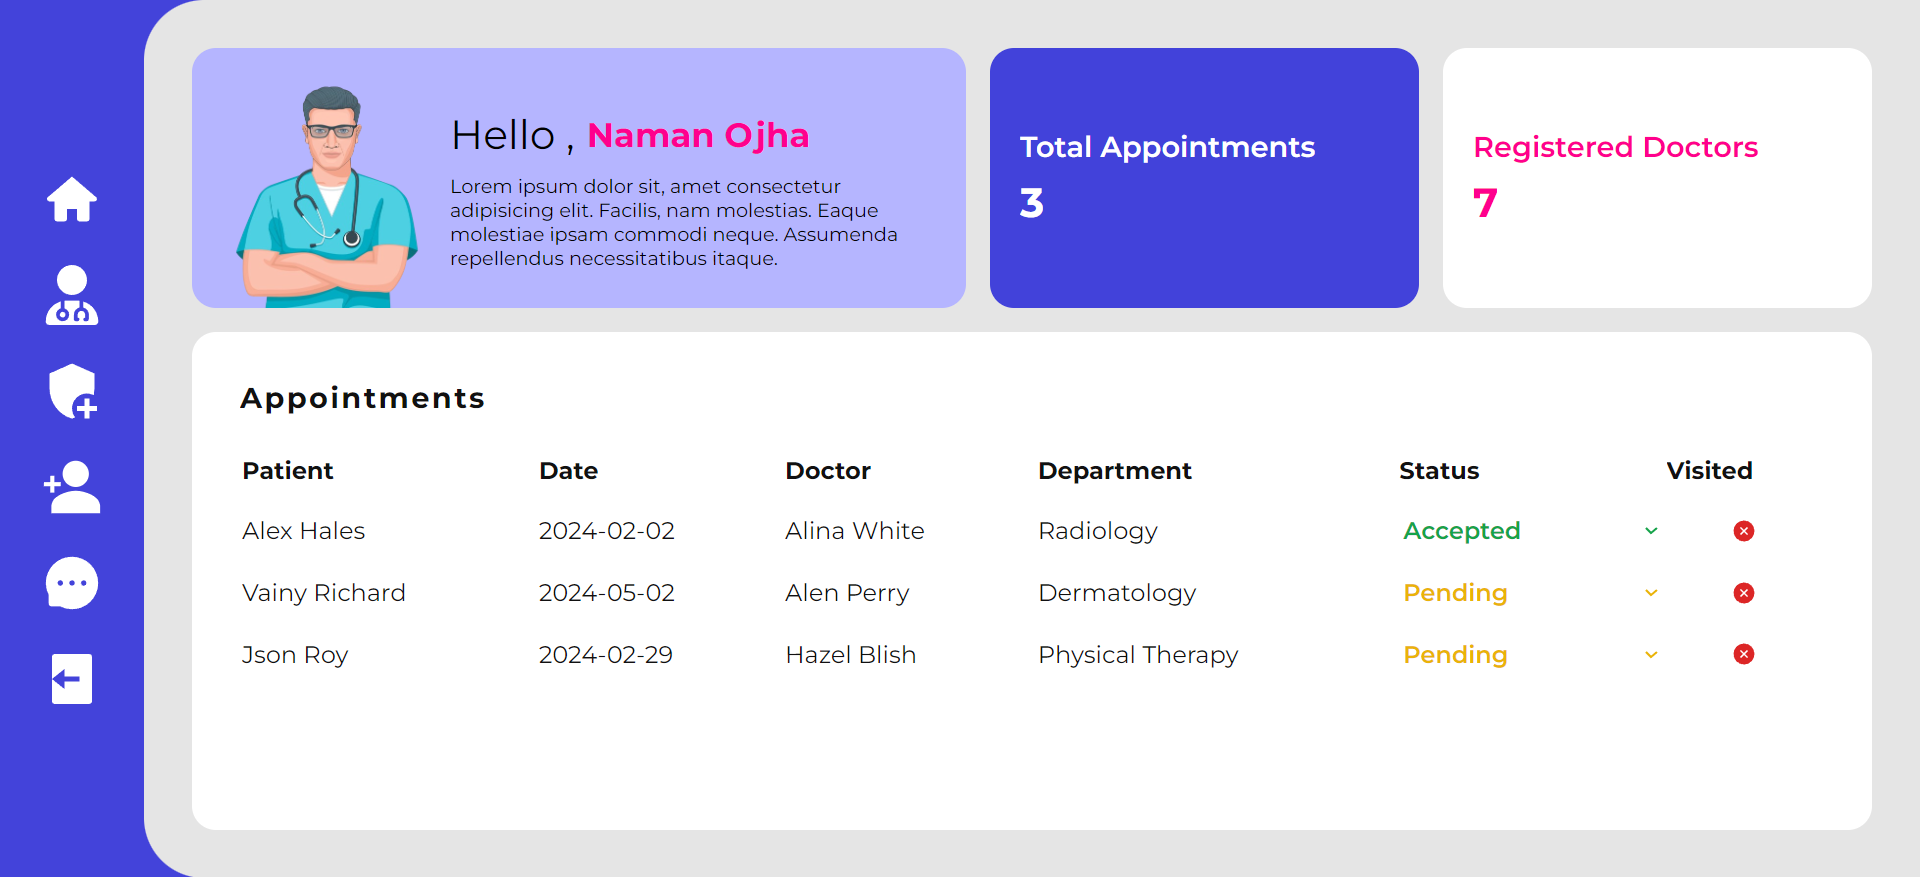 Hello , Naman Ojha
Lorem ipsum dolor sit, amet consectetur
adipisicing elit. Facilis, nam molestias. Eaque
molestiae ipsam commodi neque. Assumenda
repellendus necessitatibus itaque.
Total Appointments
3
Registered Doctors
7
Appointments
Patient Date Doctor Department Status Visited
Alex Hales 2024-02-02 Alina White Radiology Accepted
Vainy Richard 2024-05-02 Alen Perry Dermatology Pending
Json Roy 2024-02-29 Hazel Blish Physical Therapy Pending